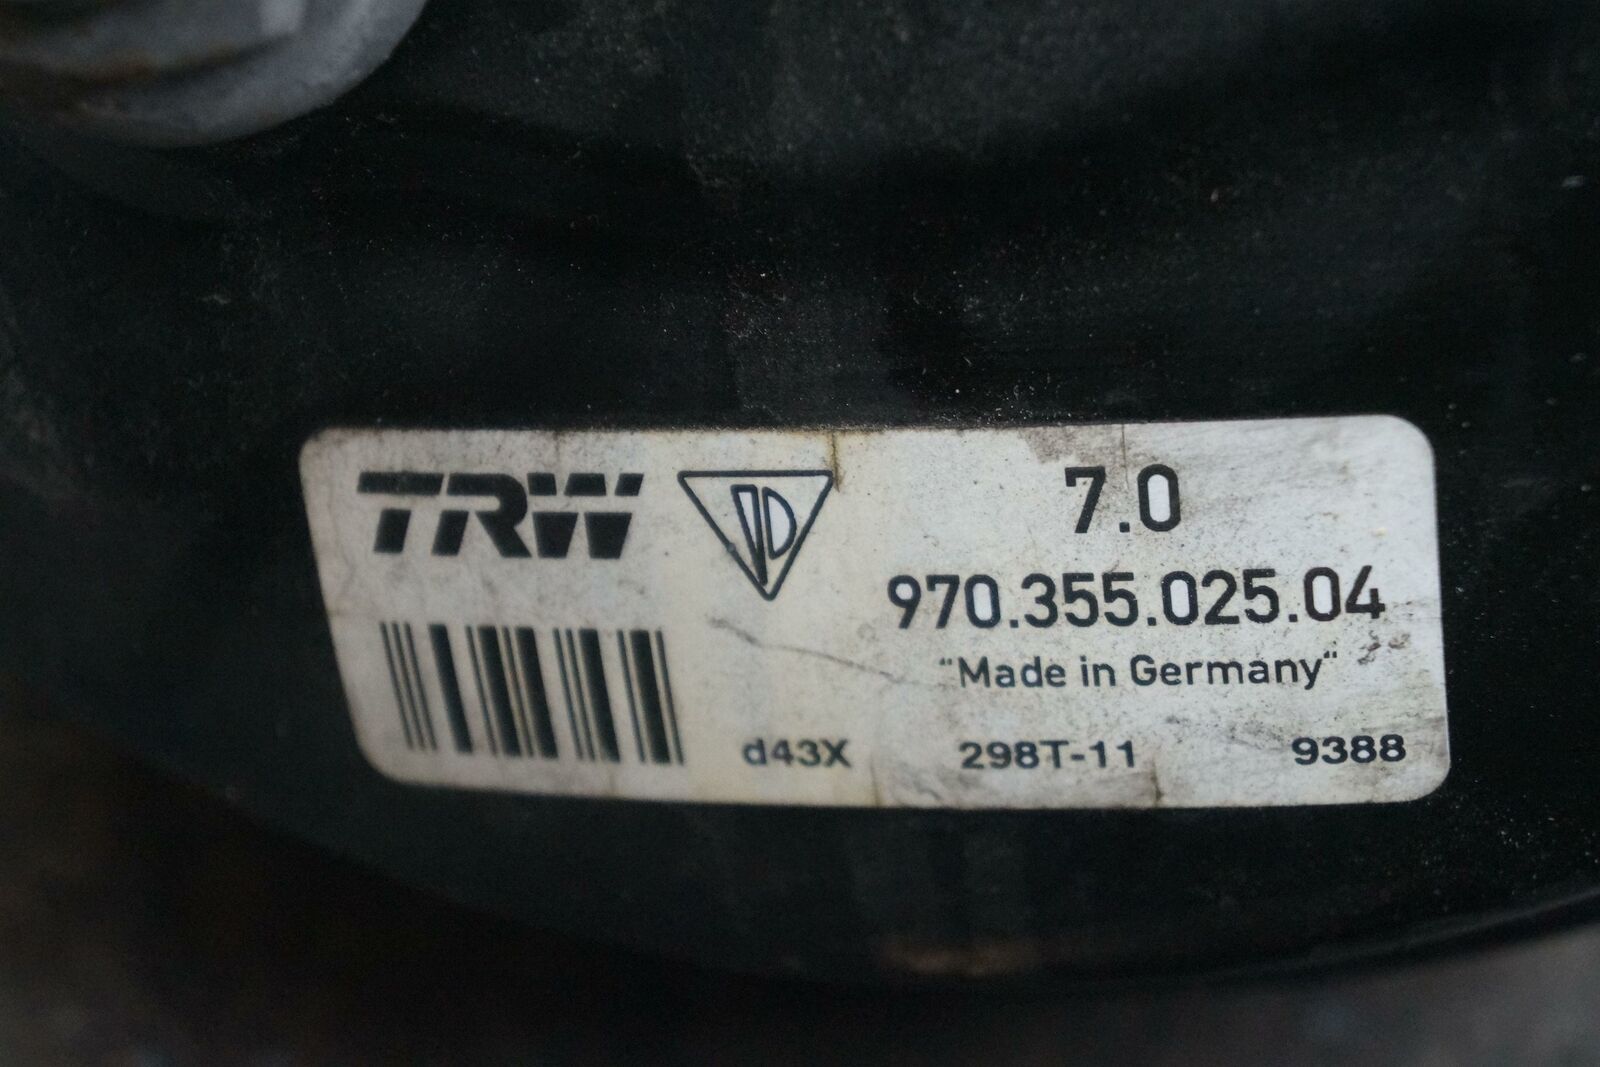 TRW
7.0
970.355.025.04
"Made in Germany"
d43X 298T-11 9388